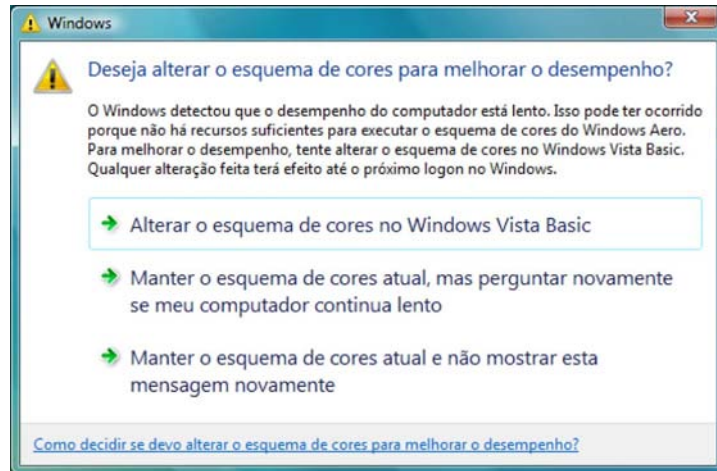 Windows
Deseja alterar o esquema de cores para melhorar o desempenho?
O Windows detectou que o desempenho do computador está lento. Isso pode ter ocorrido
porque não há recursos suficientes para executar o esquema de cores do Windows Aero.
Para melhorar o desempenho, tente alterar o esquema de cores no Windows Vista Basic.
Qualquer alteração feita terá efeito até o próximo logon no Windows.
Alterar o esquema de cores no Windows Vista Basic
Manter o esquema de cores atual, mas perguntar novamente
se meu computador continua lento
Manter o esquema de cores atual e não mostrar esta
mensagem novamente
Como decidir se devo alterar o esquema de cores para melhorar o desempenho?